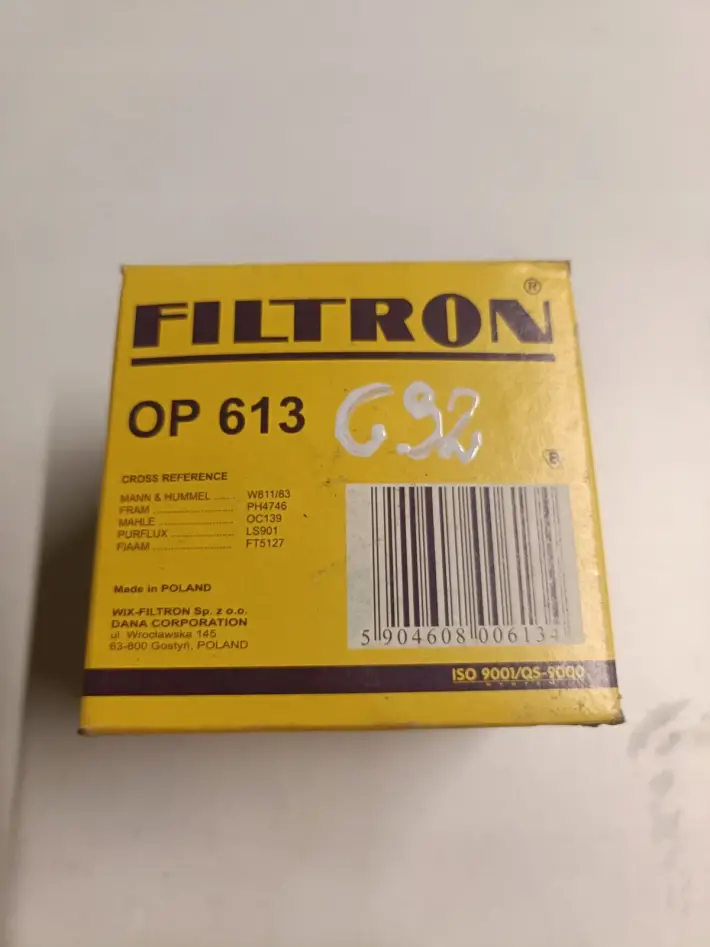 FILTRON®
OP 613 C92
B
CROSS REFERENCE
MANN & HUMMEL ...... W811/83
FRAM .................... PH4746
MAHLE ................... OC139
PURFLUX ................ LS901
FIAAM .................... FT5127
Made in POLAND
WIX-FILTRON Sp. z o.o.
DANA CORPORATION
ul Wrocławska 145
63-800 Gostyń, POLAND
5 904608 006134
ISO 9001/QS-9000